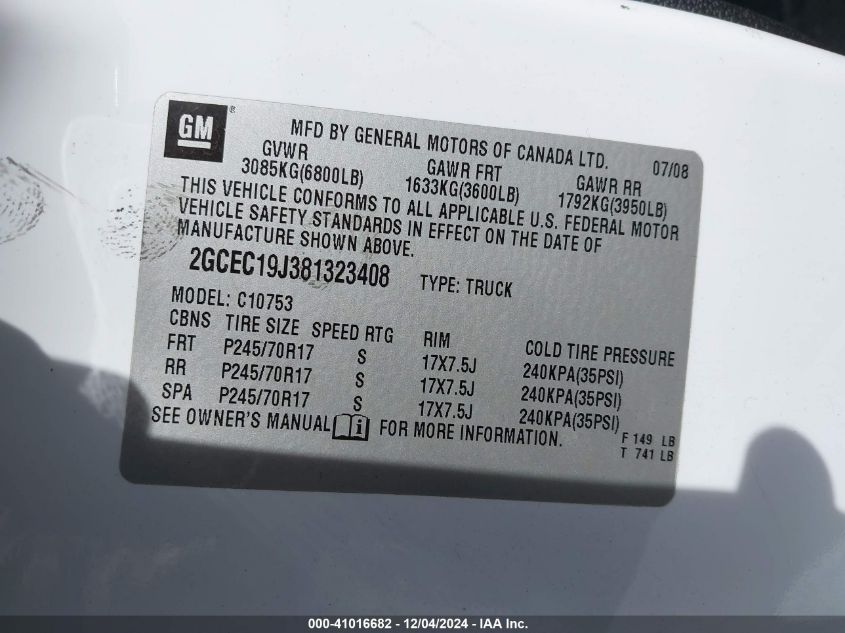 GM ®
MFD BY GENERAL MOTORS OF CANADA LTD. 07/08
GVWR GAWR FRT GAWR RR
3085KG(6800LB) 1633KG(3600LB) 1792KG(3950LB)
THIS VEHICLE CONFORMS TO ALL APPLICABLE U.S. FEDERAL MOTOR
VEHICLE SAFETY STANDARDS IN EFFECT ON THE DATE OF
MANUFACTURE SHOWN ABOVE.
2GCEC19J381323408 TYPE: TRUCK
MODEL: C10753
CBNS TIRE SIZE SPEED RTG RIM COLD TIRE PRESSURE
FRT P245/70R17 S 17X7.5J 240KPA(35PSI)
RR P245/70R17 S 17X7.5J 240KPA(35PSI)
SPA P245/70R17 S 17X7.5J 240KPA(35PSI)
SEE OWNER'S MANUAL i FOR MORE INFORMATION.
F 149 LB
T 741 LB
000-41016682 - 12/04/2024 - IAA Inc.